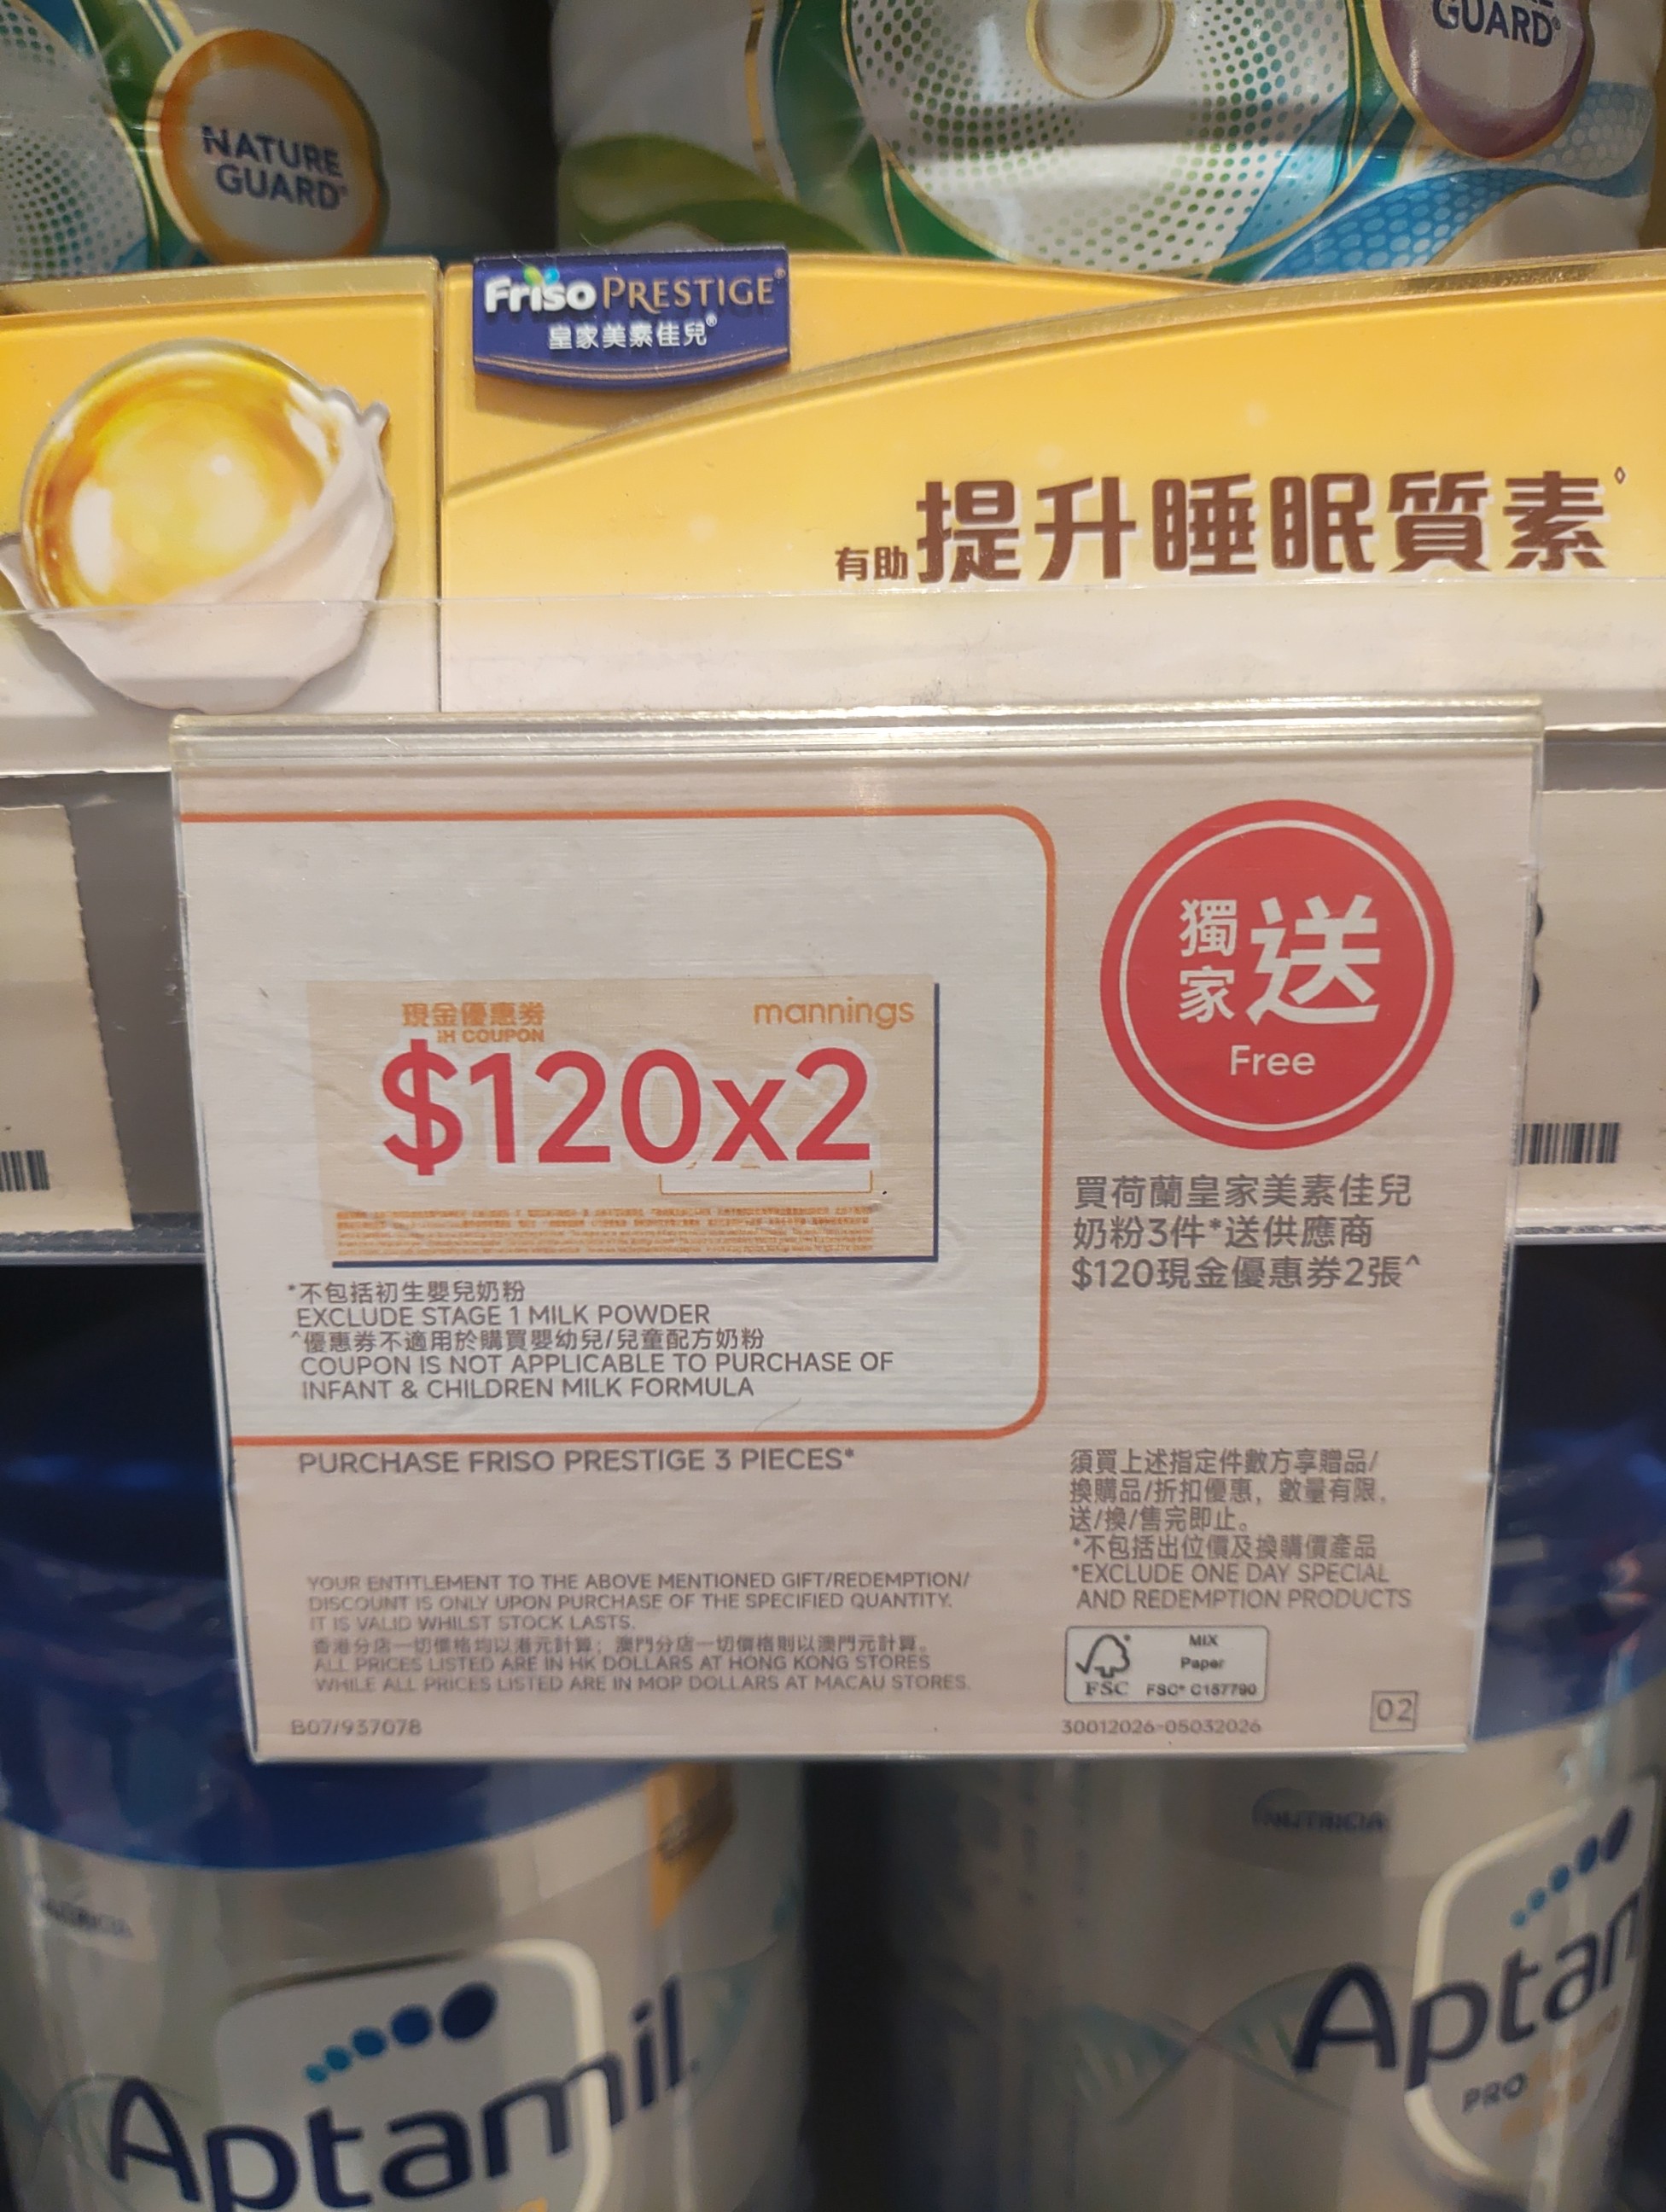 GUARD®
NATURE
GUARD®
Friso PRESTIGE®
皇家美素佳兒®
有助提升睡眠質素◊
現金優惠券
mannings
H COUPON
$120x2
獨家送
Free
買荷蘭皇家美素佳兒
奶粉3件*送供應商
$120現金優惠券2張^
*不包括初生嬰兒奶粉
EXCLUDE STAGE 1 MILK POWDER
^優惠券不適用於購買嬰幼兒/兒童配方奶粉
COUPON IS NOT APPLICABLE TO PURCHASE OF
INFANT & CHILDREN MILK FORMULA
PURCHASE FRISO PRESTIGE 3 PIECES*
須買上述指定件數方享贈品/
換購品/折扣優惠，數量有限，
送/換/售完即止。
*不包括出位價及換購價產品
*EXCLUDE ONE DAY SPECIAL
AND REDEMPTION PRODUCTS
YOUR ENTITLEMENT TO THE ABOVE MENTIONED GIFT/REDEMPTION/
DISCOUNT IS ONLY UPON PURCHASE OF THE SPECIFIED QUANTITY.
IT IS VALID WHILST STOCK LASTS.
香港分店一切價格均以港元計算；澳門分店一切價格則以澳門元計算。
ALL PRICES LISTED ARE IN HK DOLLARS AT HONG KONG STORES
WHILE ALL PRICES LISTED ARE IN MOP DOLLARS AT MACAU STORES.
FSC
MIX
Paper
FSC® C157790
B07/937078
30012026-05032026
02
NUTRICIA
NUTRICIA
Aptamil
Aptam
PRO